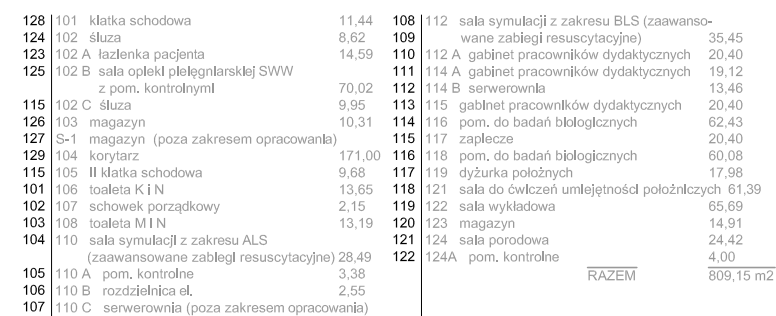 128 101 klatka schodowa 11,44
124 102 śluza 8,62
123 102 A łazienka pacjenta 14,59
125 102 B sala opieki pielęgniarskiej SWW
z pom. kontrolnymi 70,02
115 102 C śluza 9,95
126 103 magazyn 10,31
127 S-1 magazyn (poza zakresem opracowania)
129 104 korytarz 171,00
115 105 II klatka schodowa 9,68
101 106 toaleta K i N 13,65
102 107 schowek porządkowy 2,15
103 108 toaleta M I N 13,19
104 110 sala symulacji z zakresu ALS
(zaawansowane zabiegi resuscytacyjne) 28,49
105 110 A pom. kontrolne 3,38
106 110 B rozdzielnica el. 2,55
107 110 C serwerownia (poza zakresem opracowania)
108 112 sala symulacji z zakresu BLS (zaawanso-
109 wane zabiegi resuscytacyjne) 35,45
110 112 A gabinet pracowników dydaktycznych 20,40
111 114 A gabinet pracowników dydaktycznych 19,12
112 114 B serwerownia 13,46
113 115 gabinet pracowników dydaktycznych 20,40
114 116 pom. do badań biologicznych 62,43
115 117 zaplecze 20,40
116 118 pom. do badań biologicznych 60,08
117 119 dyżurka położnych 17,98
118 121 sala do ćwiczeń umiejętności położniczych 61,39
119 122 sala wykładowa 65,69
120 123 magazyn 14,91
121 124 sala porodowa 24,42
122 124A pom. kontrolne 4,00
RAZEM 809,15 m2